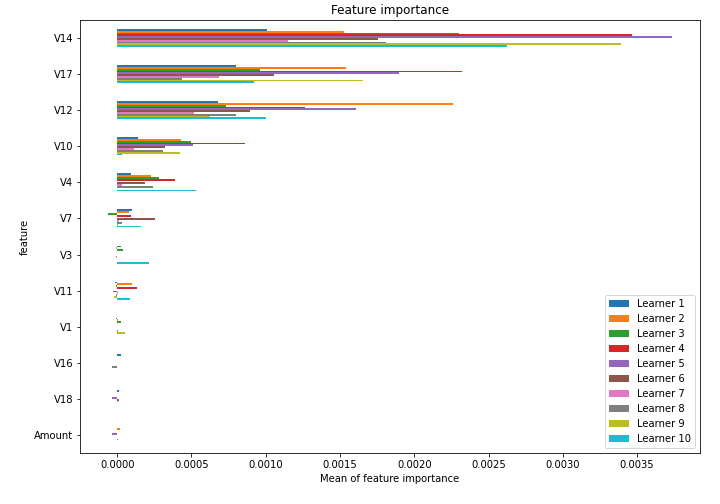 Feature importance
V14
V17
V12
V10
V4
V7
V3
V11
V1
V16
V18
Amount
feature
Learner 1
Learner 2
Learner 3
Learner 4
Learner 5
Learner 6
Learner 7
Learner 8
Learner 9
Learner 10
0.0000 0.0005 0.0010 0.0015 0.0020 0.0025 0.0030 0.0035
Mean of feature importance